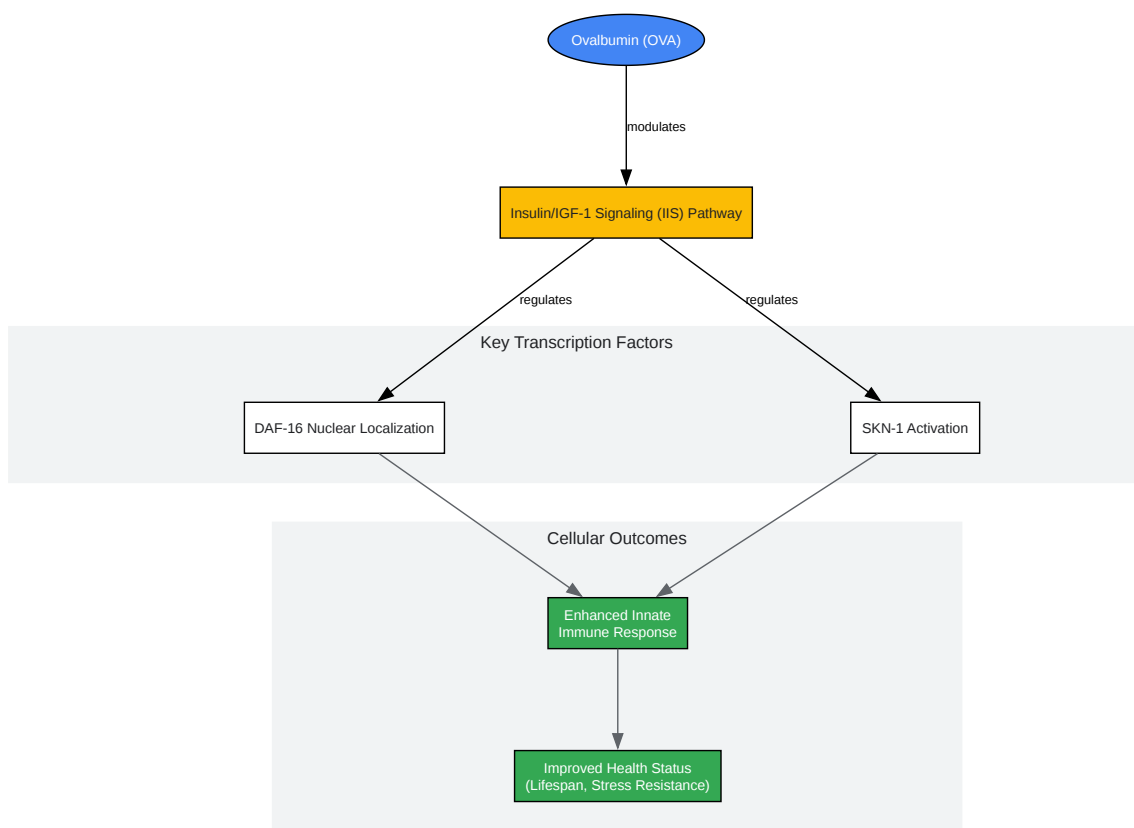 Ovalbumin (OVA)
modulates
Insulin/IGF-1 Signaling (IIS) Pathway
regulates
regulates
Key Transcription Factors
DAF-16 Nuclear Localization
SKN-1 Activation
Cellular Outcomes
Enhanced Innate
Immune Response
Improved Health Status
(Lifespan, Stress Resistance)